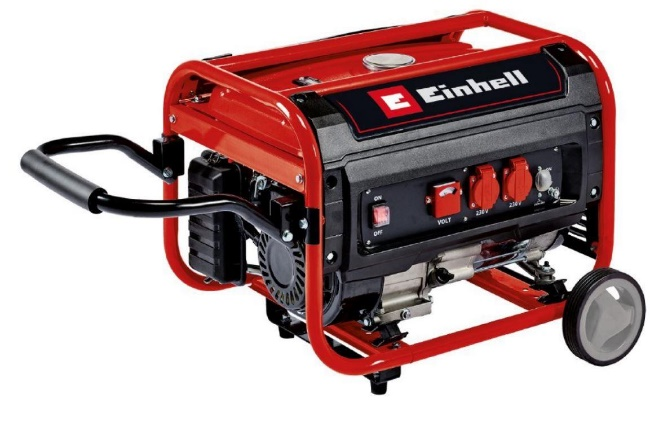 Einhell
ON
OFF
VOLT
230 V
230 V